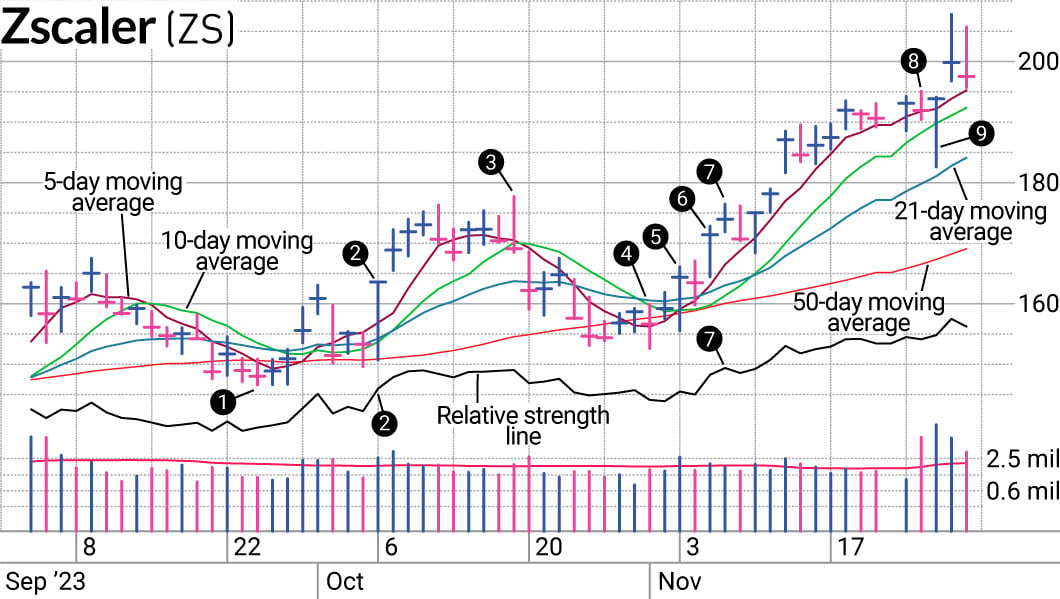 Zscaler (ZS)
200
180
160
8
9
3
7
6
5
4
2
5-day moving
average
10-day moving
average
21-day moving
average
50-day moving
average
7
1
2
Relative strength
line
2.5 mil
0.6 mil
8
22
6
20
3
17
Sep ’23
Oct
Nov